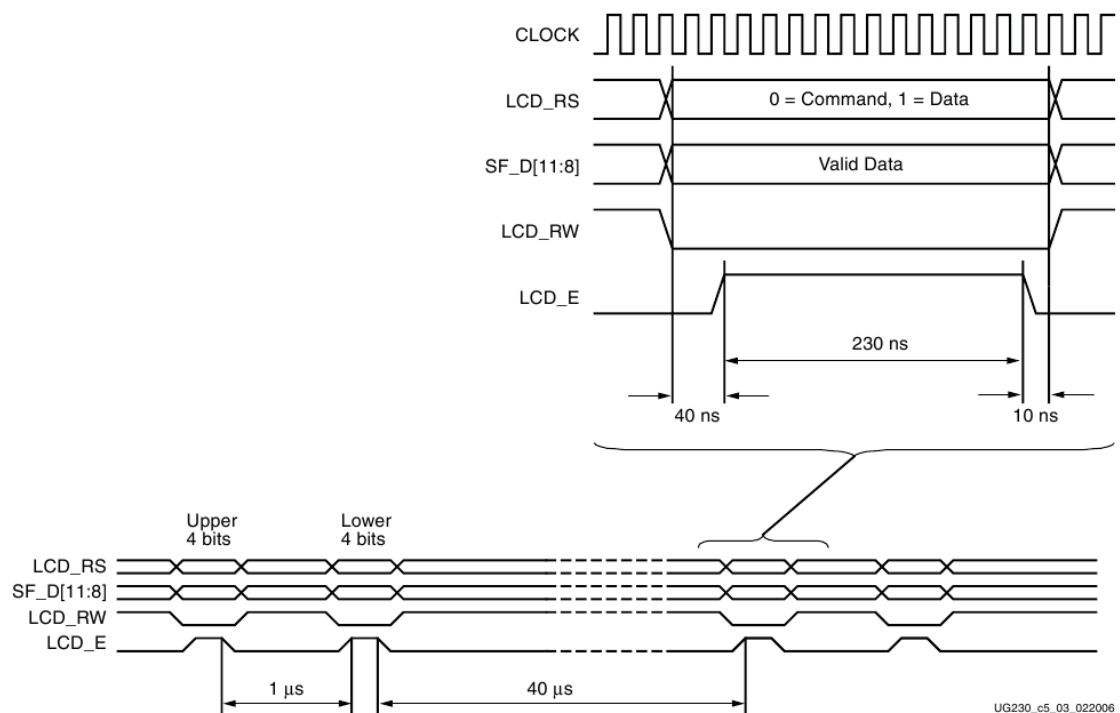 CLOCK
LCD_RS
0 = Command, 1 = Data
SF_D[11:8]
Valid Data
LCD_RW
LCD_E
230 ns
40 ns
10 ns
Upper
4 bits
Lower
4 bits
LCD_RS
SF_D[11:8]
LCD_RW
LCD_E
1 μs
40 μs
UG230_c5_03_022006